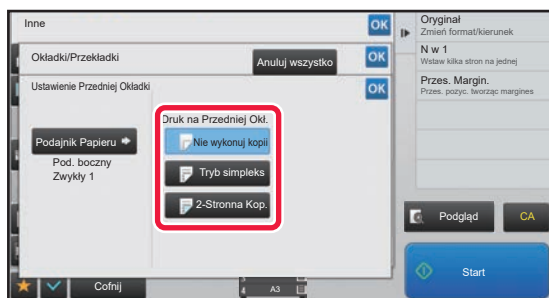 Inne
OK
Okładki/Przekładki
Anuluj wszystko
OK
Ustawienie Przedniej Okładki
OK
Druk na Przedniej Okł.
Podajnik Papieru
Nie wykonuj kopii
Pod. boczny
Zwykły 1
Tryb simpleks
2-Stronna Kop.
Cofnij
A3
Oryginał
Zmień format/kierunek
N w 1
Wstaw kilka stron na jednej
Przes. Margin.
Przes. pozyc. tworząc margines
Podgląd
CA
Start